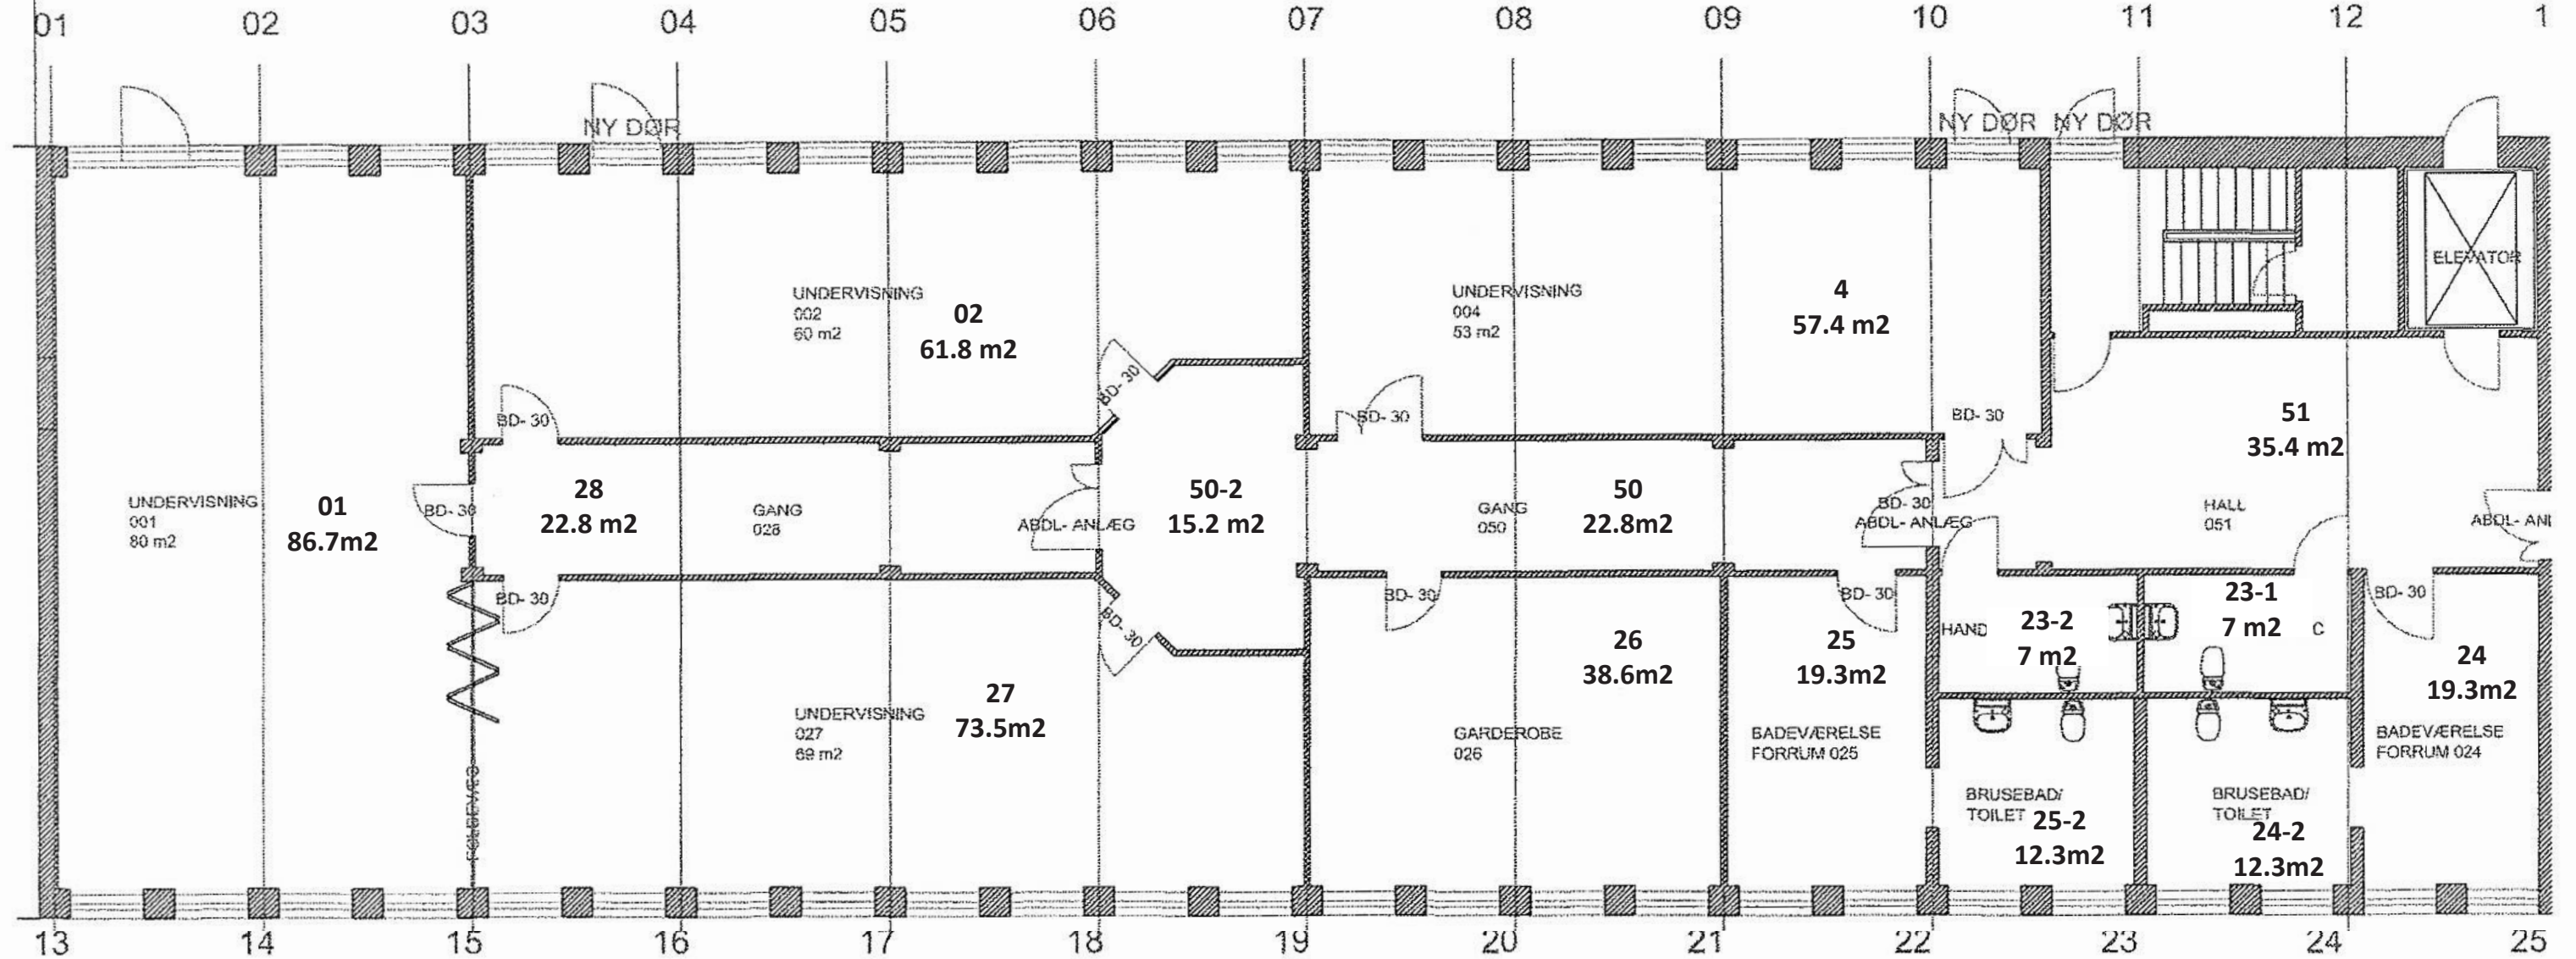 01 02 03 04 05 06 07 08 09 10 11 12 1
NY DØR
NY DØR NY DØR
ELEVATOR
UNDERVISNING
002
60 m2
02
61.8 m2
UNDERVISNING
004
53 m2
4
57.4 m2
BD-30
BD-30
BD-30
BD-30
51
35.4 m2
UNDERVISNING
001
80 m2
01
86.7m2
BD-30
28
22.8 m2
GANG
028
ABDL-ANLÆG
50-2
15.2 m2
GANG
050
50
22.8m2
BD-30
ABDL-ANLÆG
HALL
051
ABDL-ANL
BD-30
BD-30
BD-30
BD-30
BD-30
HAND
23-2
7 m2
23-1
7 m2
C
UNDERVISNING
027
69 m2
27
73.5m2
26
38.6m2
GARDEROBE
026
25
19.3m2
BADEVÆRELSE
FORRUM 025
24
19.3m2
BADEVÆRELSE
FORRUM 024
FOLDEVÆG
BRUSEBAD/
TOILET
25-2
12.3m2
BRUSEBAD/
TOILET
24-2
12.3m2
13 14 15 16 17 18 19 20 21 22 23 24 25